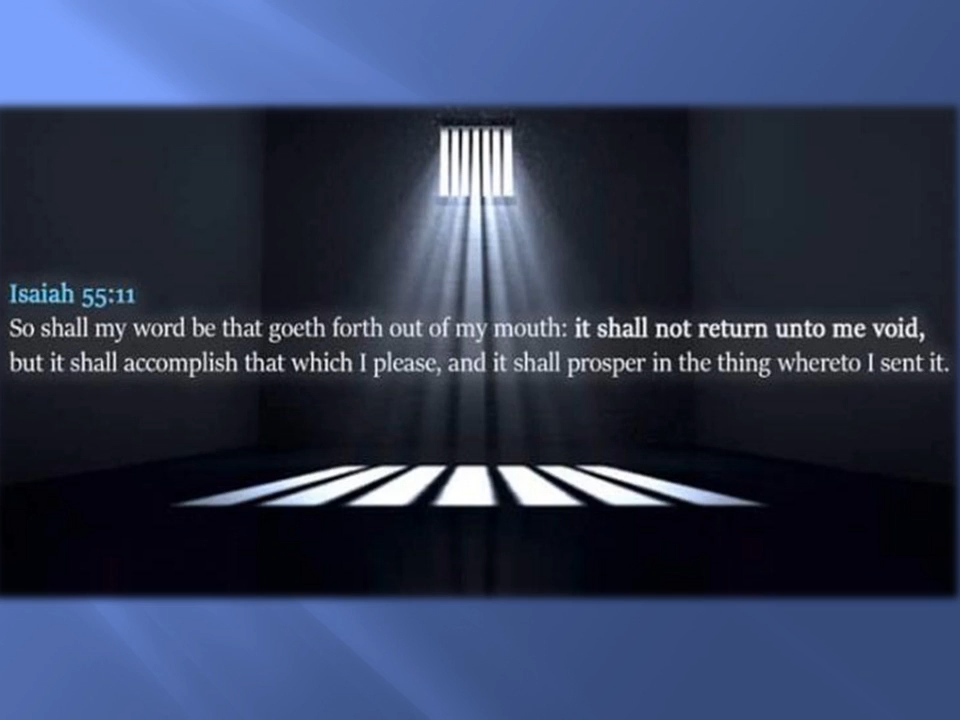 Isaiah 55:11
So shall my word be that goeth forth out of my mouth: it shall not return unto me void,
but it shall accomplish that which I please, and it shall prosper in the thing whereto I sent it.